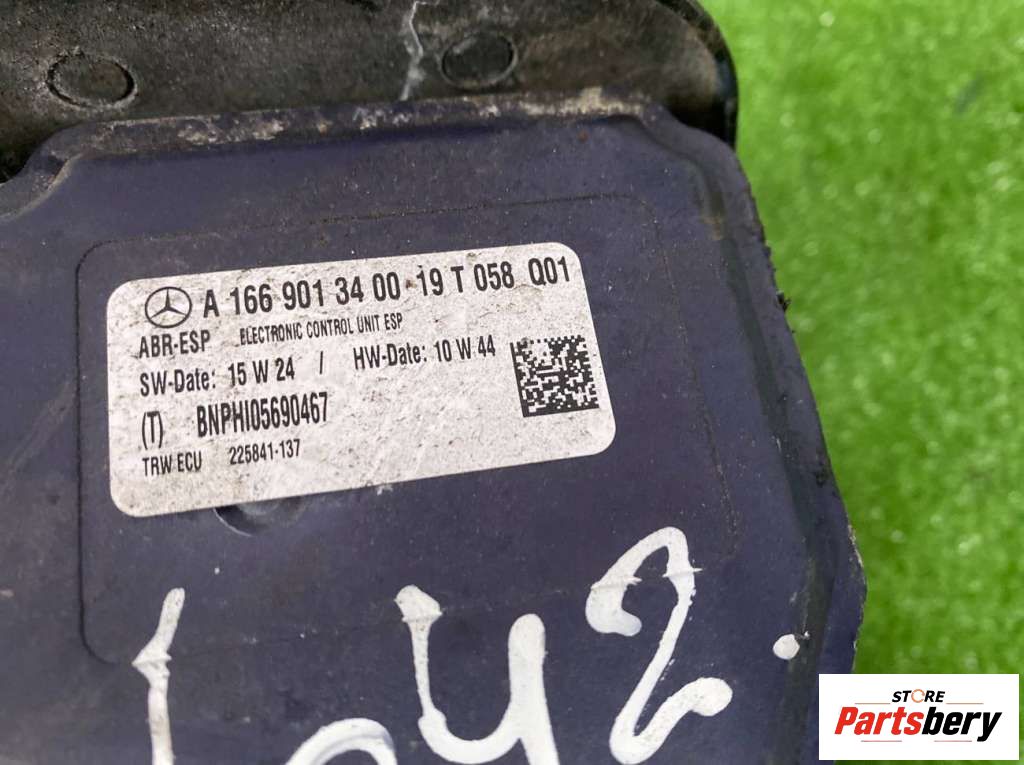 A 166 901 34 00 19 T 058 Q01
ABR-ESP ELECTRONIC CONTROL UNIT ESP
SW-Date: 15 W 24 / HW-Date: 10 W 44
(T) BNPHI05690467
TRW ECU 225841-137
642
STORE
Partsbery